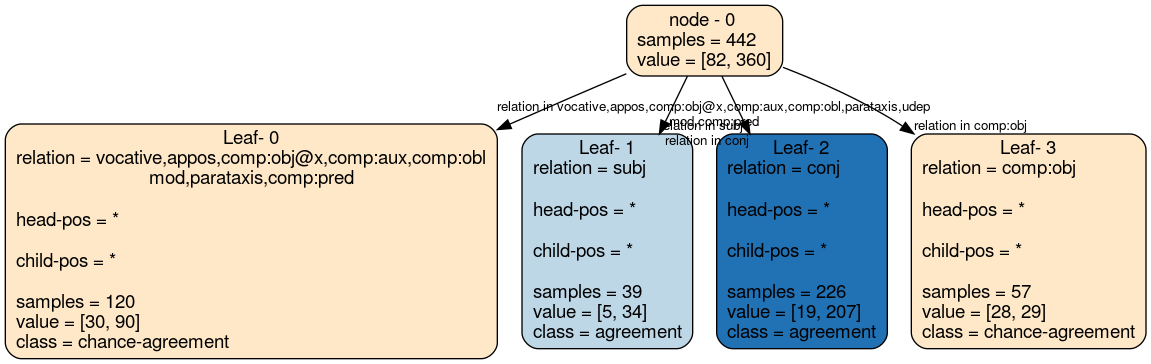 node - 0
samples = 442
value = [82, 360]
relation in vocative,appos,comp:obj@x,comp:aux,comp:obl,parataxis,udep
mod,comp:pred
relation in subj
relation in conj
relation in comp:obj
Leaf- 0
relation = vocative,appos,comp:obj@x,comp:aux,comp:obl
mod,parataxis,comp:pred
head-pos = *
child-pos = *
samples = 120
value = [30, 90]
class = chance-agreement
Leaf- 1
relation = subj
head-pos = *
child-pos = *
samples = 39
value = [5, 34]
class = agreement
Leaf- 2
relation = conj
head-pos = *
child-pos = *
samples = 226
value = [19, 207]
class = agreement
Leaf- 3
relation = comp:obj
head-pos = *
child-pos = *
samples = 57
value = [28, 29]
class = chance-agreement